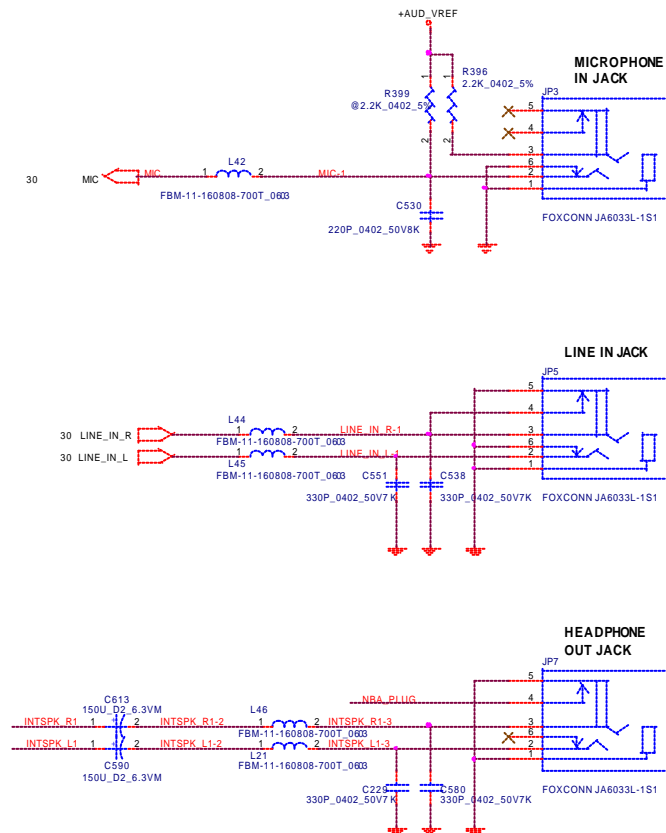 +AUD_VREF
MICROPHONE
IN JACK
R396
2.2K_0402_5%
R399
@2.2K_0402_5%
JP3
1 1
2 2
5
4
3
6
2
1
30 MIC
MIC
1 L42 2
MIC-1
FBM-11-160808-700T_0603
C530
220P_0402_50V8K
FOXCONN JA6033L-1S1
LINE IN JACK
JP5
5
4
3
6
2
1
30 LINE_IN_R
1 L44 2
LINE_IN_R-1
FBM-11-160808-700T_0603
30 LINE_IN_L
1 L45 2
LINE_IN_L-1
FBM-11-160808-700T_0603
C551
330P_0402_50V7K
C538
330P_0402_50V7K
FOXCONN JA6033L-1S1
HEADPHONE
OUT JACK
JP7
5
4
3
6
2
1
NBA_PLUG
C613
150U_D2_6.3VM
INTSPK_R1 1 + 2 INTSPK_R1-2
1 L46 2
INTSPK_R1-3
FBM-11-160808-700T_0603
INTSPK_L1 1 + 2 INTSPK_L1-2
1 L21 2
INTSPK_L1-3
FBM-11-160808-700T_0603
C590
150U_D2_6.3VM
C229
330P_0402_50V7K
C580
330P_0402_50V7K
FOXCONN JA6033L-1S1